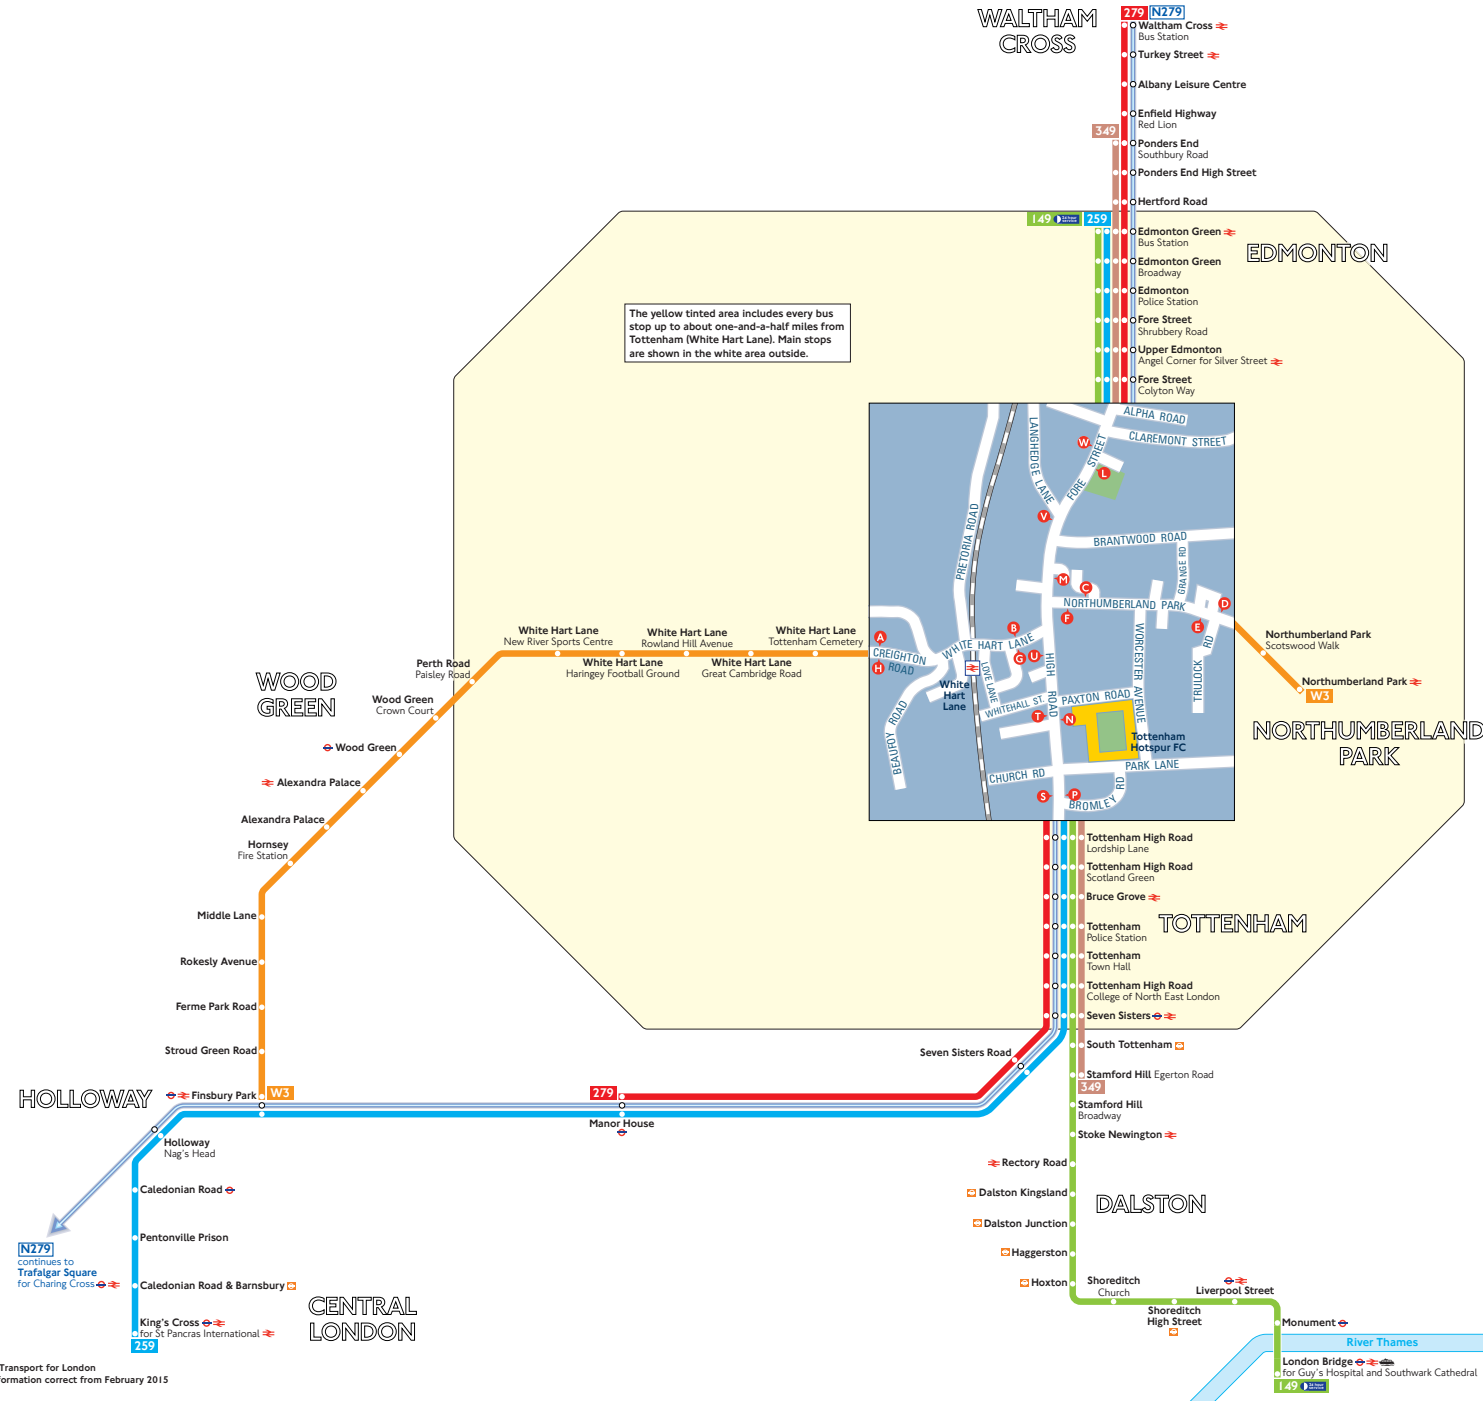 WALTHAM
CROSS
279 N279
Waltham Cross
Bus Station
Turkey Street
Albany Leisure Centre
Enfield Highway
Red Lion
349
Ponders End
Southbury Road
Ponders End High Street
Hertford Road
149 24 hour service 259
Edmonton Green
Bus Station
EDMONTON
Edmonton Green
Broadway
Edmonton
Police Station
Fore Street
Shrubbery Road
Upper Edmonton
Angel Corner for Silver Street
Fore Street
Colyton Way
The yellow tinted area includes every bus
stop up to about one-and-a-half miles from
Tottenham (White Hart Lane). Main stops
are shown in the white area outside.
ALPHA ROAD
CLAREMONT STREET
LANGHEDGE LANE
FORE STREET
W
L
V
PRETORIA ROAD
BRANTWOOD ROAD
GRANGE RD
M
C
NORTHUMBERLAND PARK
D
F
E
B
A
WHITE HART LANE
CREIGHTON
ROAD
H
G
U
HIGH ROAD
WORCESTER AVENUE
TRULOCK RD
LOVE LANE
White
Hart
Lane
WHITEHALL ST.
PAXTON ROAD
T
N
BEAUFOY ROAD
Tottenham
Hotspur FC
CHURCH RD
PARK LANE
S
P
BROMLEY RD
White Hart Lane
New River Sports Centre
White Hart Lane
Haringey Football Ground
White Hart Lane
Rowland Hill Avenue
White Hart Lane
Great Cambridge Road
White Hart Lane
Tottenham Cemetery
Northumberland Park
Scotswood Walk
Northumberland Park
W3
NORTHUMBERLAND
PARK
Perth Road
Paisley Road
WOOD
GREEN
Wood Green
Crown Court
Wood Green
Alexandra Palace
Alexandra Palace
Hornsey
Fire Station
Middle Lane
Rokesly Avenue
Ferme Park Road
Stroud Green Road
Finsbury Park
W3
HOLLOWAY
Tottenham High Road
Lordship Lane
Tottenham High Road
Scotland Green
Bruce Grove
TOTTENHAM
Tottenham
Police Station
Tottenham
Town Hall
Tottenham High Road
College of North East London
Seven Sisters
Seven Sisters Road
South Tottenham
Stamford Hill Egerton Road
349
279
Manor House
Stamford Hill
Broadway
Stoke Newington
Rectory Road
Dalston Kingsland
DALSTON
Dalston Junction
Haggerston
Hoxton
Shoreditch
Church
Shoreditch
High Street
Liverpool Street
Monument
River Thames
London Bridge
for Guy's Hospital and Southwark Cathedral
149 24 hour service
Holloway
Nag's Head
Caledonian Road
Pentonville Prison
N279
continues to
Trafalgar Square
for Charing Cross
Caledonian Road & Barnsbury
CENTRAL
LONDON
King's Cross
for St Pancras International
259
Transport for London
ormation correct from February 2015